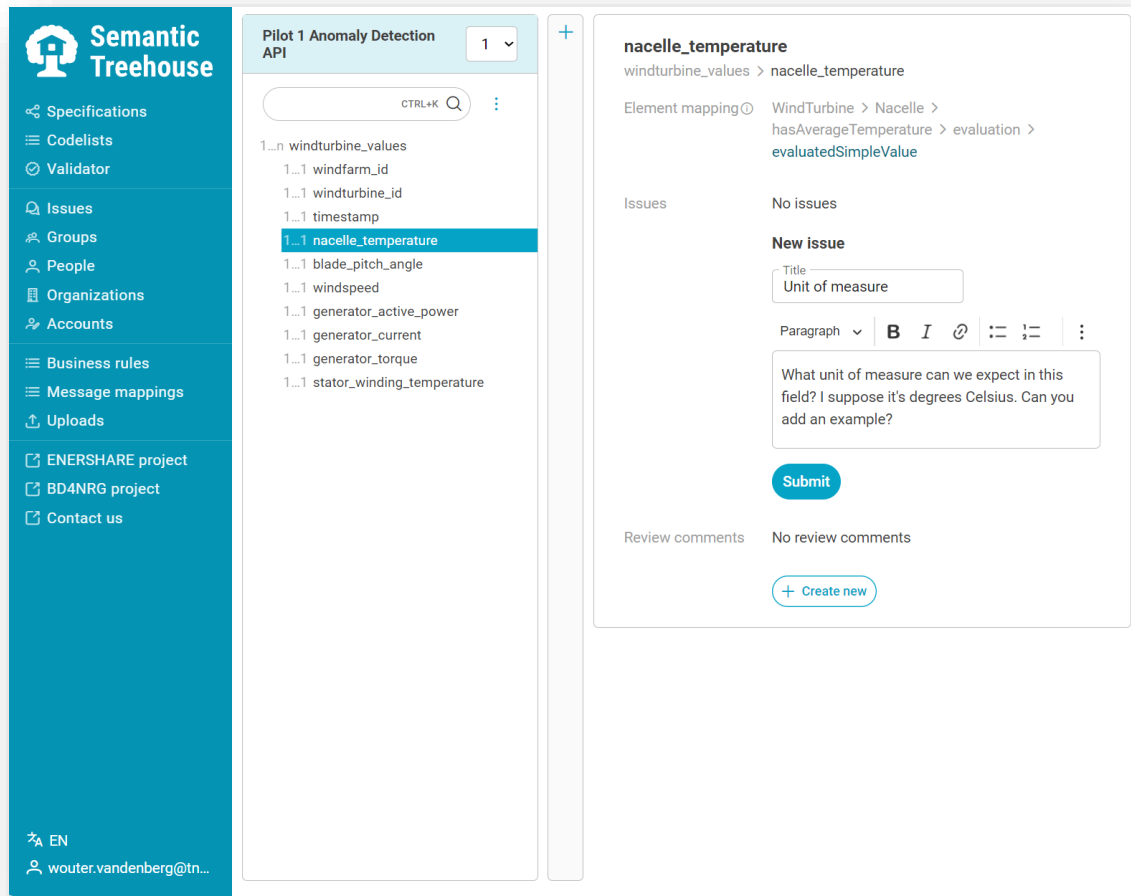 Semantic
Treehouse
Specifications
Codelists
Validator
Issues
Groups
People
Organizations
Accounts
Business rules
Message mappings
Uploads
ENERSHARE project
BD4NRG project
Contact us
EN
wouter.vandenberg@tn...
Pilot 1 Anomaly Detection
API
1
CTRL+K
1...n windturbine_values
1...1 windfarm_id
1...1 windturbine_id
1...1 timestamp
1...1 nacelle_temperature
1...1 blade_pitch_angle
1...1 windspeed
1...1 generator_active_power
1...1 generator_current
1...1 generator_torque
1...1 stator_winding_temperature
nacelle_temperature
windturbine_values > nacelle_temperature
Element mapping WindTurbine > Nacelle >
hasAverageTemperature > evaluation >
evaluatedSimpleValue
Issues No issues
New issue
Title
Unit of measure
Paragraph B I
What unit of measure can we expect in this
field? I suppose it's degrees Celsius. Can you
add an example?
Submit
Review comments No review comments
+ Create new